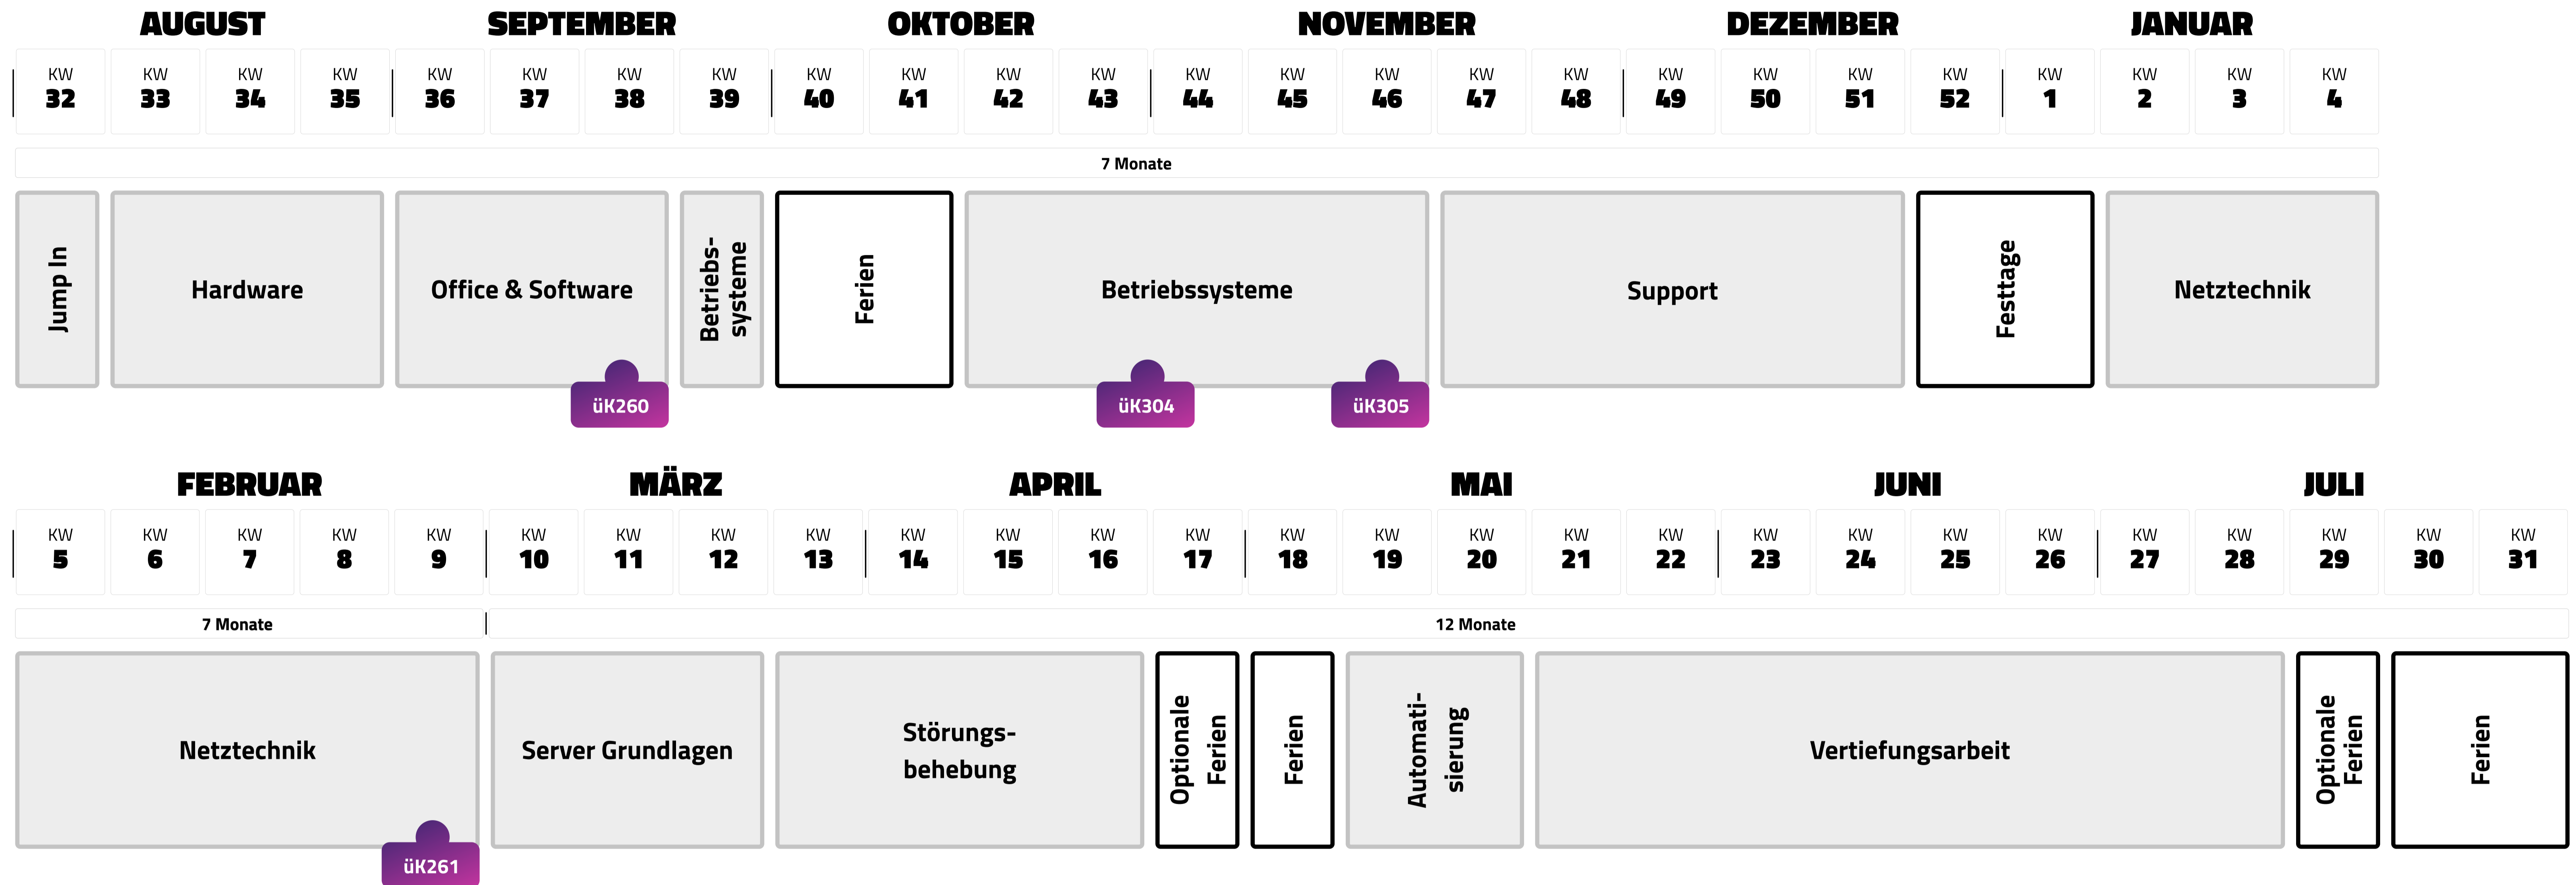 AUGUST SEPTEMBER OKTOBER NOVEMBER DEZEMBER JANUAR
KW KW KW KW KW KW KW KW KW KW KW KW KW KW KW KW KW KW KW KW KW KW KW KW KW
32 33 34 35 36 37 38 39 40 41 42 43 44 45 46 47 48 49 50 51 52 1 2 3 4
7 Monate
Jump In
Hardware
Office & Software
Betriebs-
systeme
Ferien
Betriebssysteme
Support
Festtage
Netztechnik
üK260
üK304
üK305
FEBRUAR MÄRZ APRIL MAI JUNI JULI
KW KW KW KW KW KW KW KW KW KW KW KW KW KW KW KW KW KW KW KW KW KW KW KW KW KW KW
5 6 7 8 9 10 11 12 13 14 15 16 17 18 19 20 21 22 23 24 25 26 27 28 29 30 31
7 Monate 12 Monate
Netztechnik
Server Grundlagen
Störungs-
behebung
Optionale
Ferien
Ferien
Automati-
sierung
Vertiefungsarbeit
Optionale
Ferien
Ferien
üK261